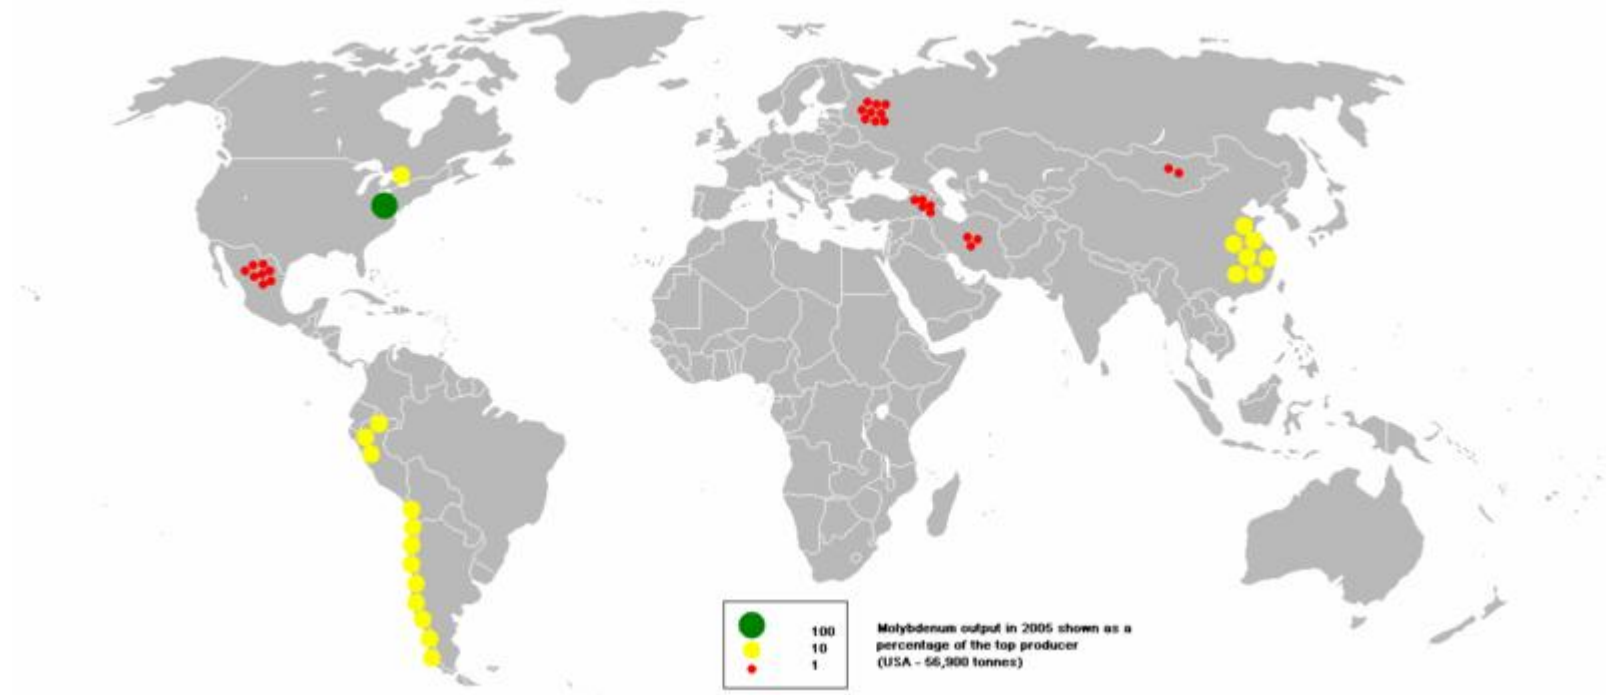 100
10
1
Molybdenum output in 2005 shown as a
percentage of the top producer
(USA - 56,900 tonnes)